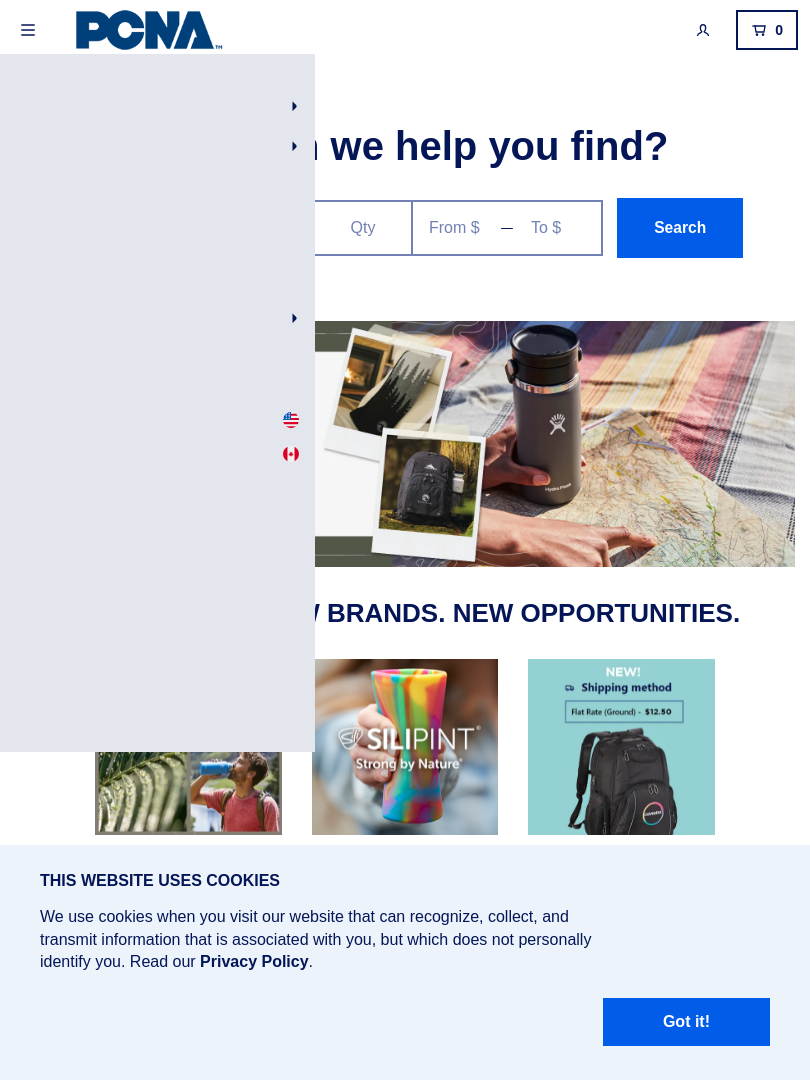 PCNA™
0
we help you find?
Qty
From $
To $
Search
Hydro Flask
BRANDS. NEW OPPORTUNITIES.
SILIPINT®
Strong by Nature®
NEW!
Shipping method
Flat Rate (Ground) - $12.50
THIS WEBSITE USES COOKIES
We use cookies when you visit our website that can recognize, collect, and
transmit information that is associated with you, but which does not personally
identify you. Read our Privacy Policy.
Got it!